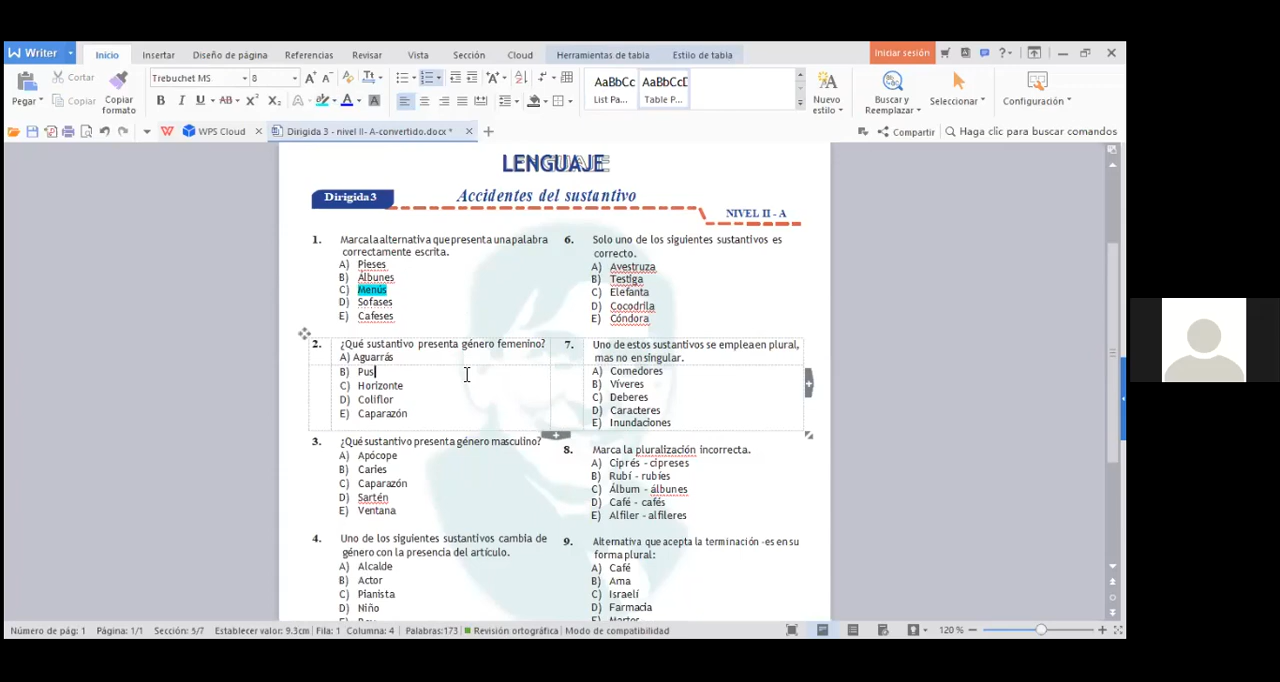 Writer
Inicio
Insertar
Diseño de página
Referencias
Revisar
Vista
Sección
Cloud
Herramientas de tabla
Estilo de tabla
Iniciar sesión
Pegar
Cortar
Copiar
Copiar formato
Trebuchet MS
8
AaBbCc
List Pa...
AaBbCcD
Table P...
Nuevo estilo
Buscar y Reemplazar
Seleccionar
Configuración
WPS Cloud
Dirigida 3 - nivel II- A-convertido.docx *
Compartir
Haga clic para buscar comandos
LENGUAJE
Dirigida 3
Accidentes del sustantivo
NIVEL II - A
1. Marca la alternativa que presenta una palabra
correctamente escrita.
A) Pieses
B) Álbunes
C) Menús
D) Sofases
E) Cafeses
2. ¿Qué sustantivo presenta género femenino?
A) Aguarrás
B) Pus
C) Horizonte
D) Coliflor
E) Caparazón
3. ¿Qué sustantivo presenta género masculino?
A) Apócope
B) Caries
C) Caparazón
D) Sartén
E) Ventana
4. Uno de los siguientes sustantivos cambia de
género con la presencia del artículo.
A) Alcalde
B) Actor
C) Pianista
D) Niño
6. Solo uno de los siguientes sustantivos es
correcto.
A) Avestruza
B) Testiga
C) Elefanta
D) Cocodrila
E) Cóndora
7. Uno de estos sustantivos se emplea en plural,
mas no en singular.
A) Comedores
B) Víveres
C) Deberes
D) Caracteres
E) Inundaciones
8. Marca la pluralización incorrecta.
A) Ciprés - cipreses
B) Rubí - rubíes
C) Álbum - álbunes
D) Café - cafés
E) Alfiler - alfileres
9. Alternativa que acepta la terminación -es en su
forma plural:
A) Café
B) Ama
C) Israelí
D) Farmacia
E) Martes
Número de pág: 1
Página: 1/1
Sección: 5/7
Establecer valor: 9.3cm
Fila: 1
Columna: 4
Palabras:173
Revisión ortográfica
Modo de compatibilidad
120 %